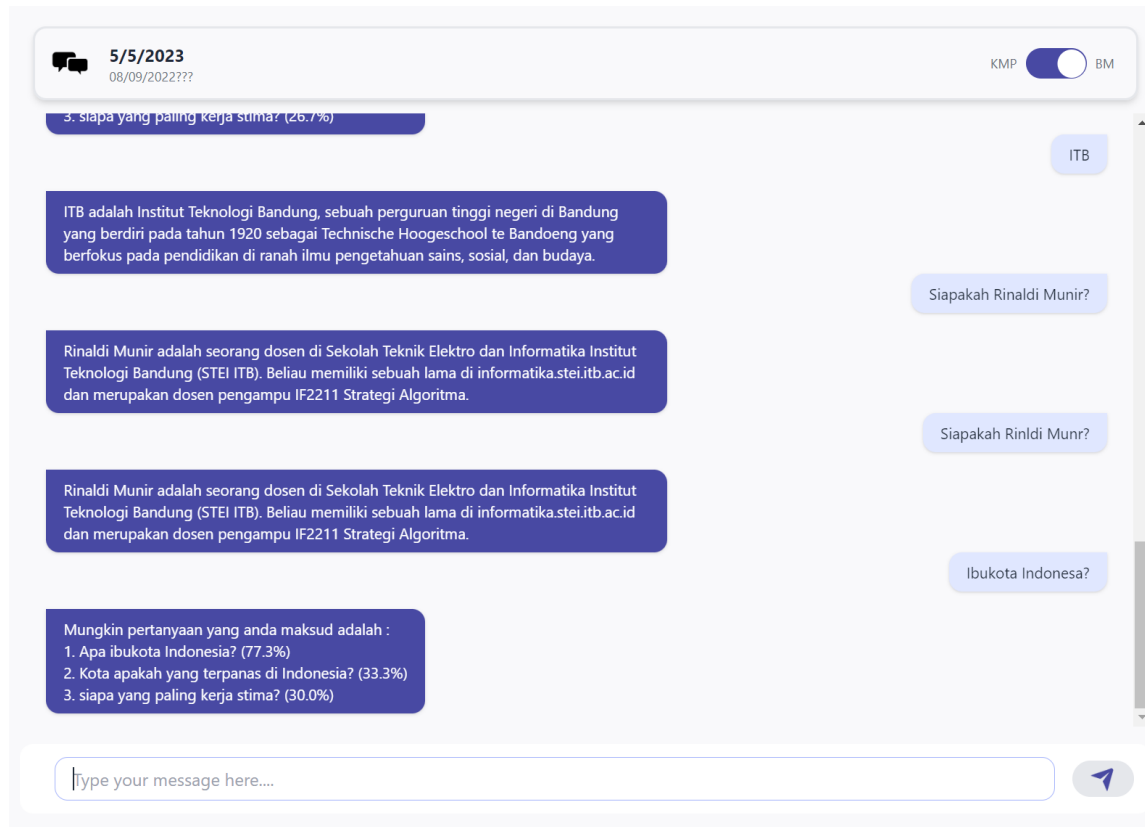 5/5/2023
08/09/2022???
KMP
BM
3. siapa yang paling kerja stima? (26.7%)
ITB
ITB adalah Institut Teknologi Bandung, sebuah perguruan tinggi negeri di Bandung
yang berdiri pada tahun 1920 sebagai Technische Hoogeschool te Bandoeng yang
berfokus pada pendidikan di ranah ilmu pengetahuan sains, sosial, dan budaya.
Siapakah Rinaldi Munir?
Rinaldi Munir adalah seorang dosen di Sekolah Teknik Elektro dan Informatika Institut
Teknologi Bandung (STEI ITB). Beliau memiliki sebuah lama di informatika.stei.itb.ac.id
dan merupakan dosen pengampu IF2211 Strategi Algoritma.
Siapakah Rinldi Munr?
Rinaldi Munir adalah seorang dosen di Sekolah Teknik Elektro dan Informatika Institut
Teknologi Bandung (STEI ITB). Beliau memiliki sebuah lama di informatika.stei.itb.ac.id
dan merupakan dosen pengampu IF2211 Strategi Algoritma.
Ibukota Indonesa?
Mungkin pertanyaan yang anda maksud adalah :
1. Apa ibukota Indonesia? (77.3%)
2. Kota apakah yang terpanas di Indonesia? (33.3%)
3. siapa yang paling kerja stima? (30.0%)
Type your message here....